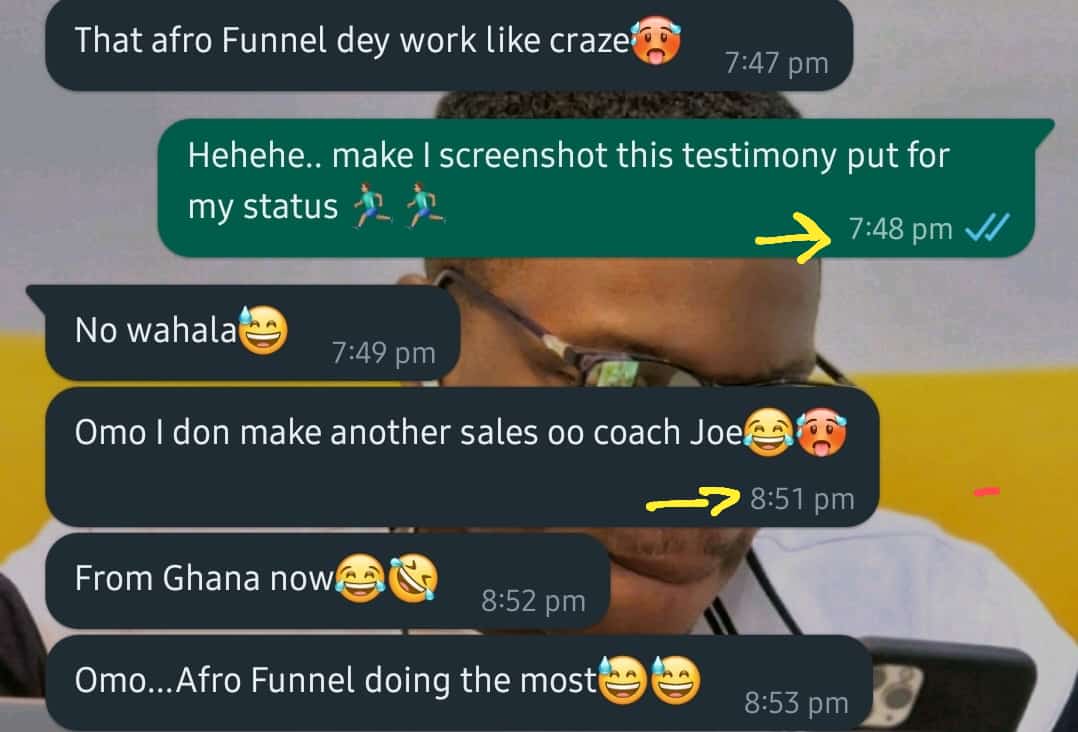 That afro Funnel dey work like craze🥵
7:47 pm
Hehehe.. make I screenshot this testimony put for
my status 🏃🏃
7:48 pm
No wahala😅
7:49 pm
Omo I don make another sales oo coach Joe😂🥵
8:51 pm
From Ghana now😂🤣
8:52 pm
Omo...Afro Funnel doing the most😅😅
8:53 pm